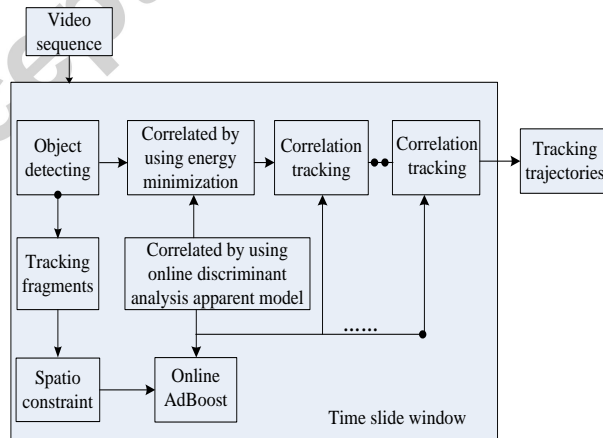 Video
sequence
Object
detecting
Correlated by
using energy
minimization
Correlation
tracking
Correlation
tracking
Tracking
trajectories
Tracking
fragments
Correlated by using
online discriminant
analysis apparent model
......
Spatio
constraint
Online
AdBoost
Time slide window